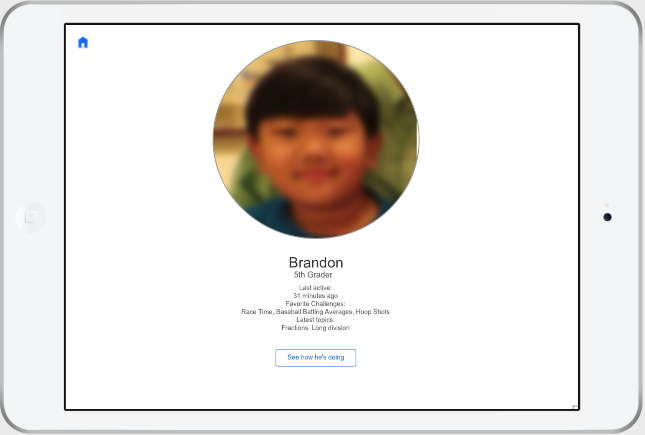 Brandon
5th Grader
Last active:
31 minutes ago
Favorite Challenges:
Race Time, Baseball Batting Averages, Hoop Shots
Latest topics:
Fractions, Long division
See how he's doing